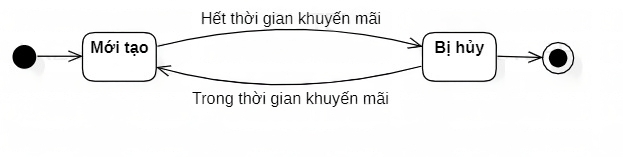 Hết thời gian khuyến mãi
Mới tạo
Bị hủy
Trong thời gian khuyến mãi